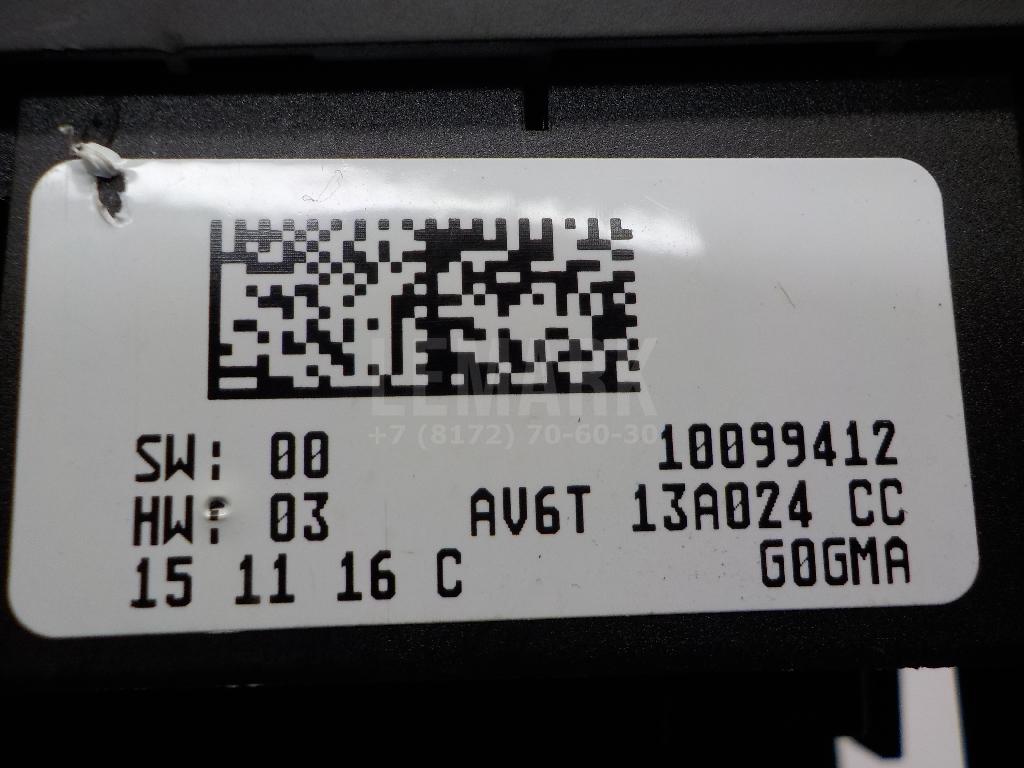 LEMARK
+7 (8172) 70-60-30
SW: 00 10099412
HW: 03 AV6T 13A024 CC
15 11 16 C G0GMA